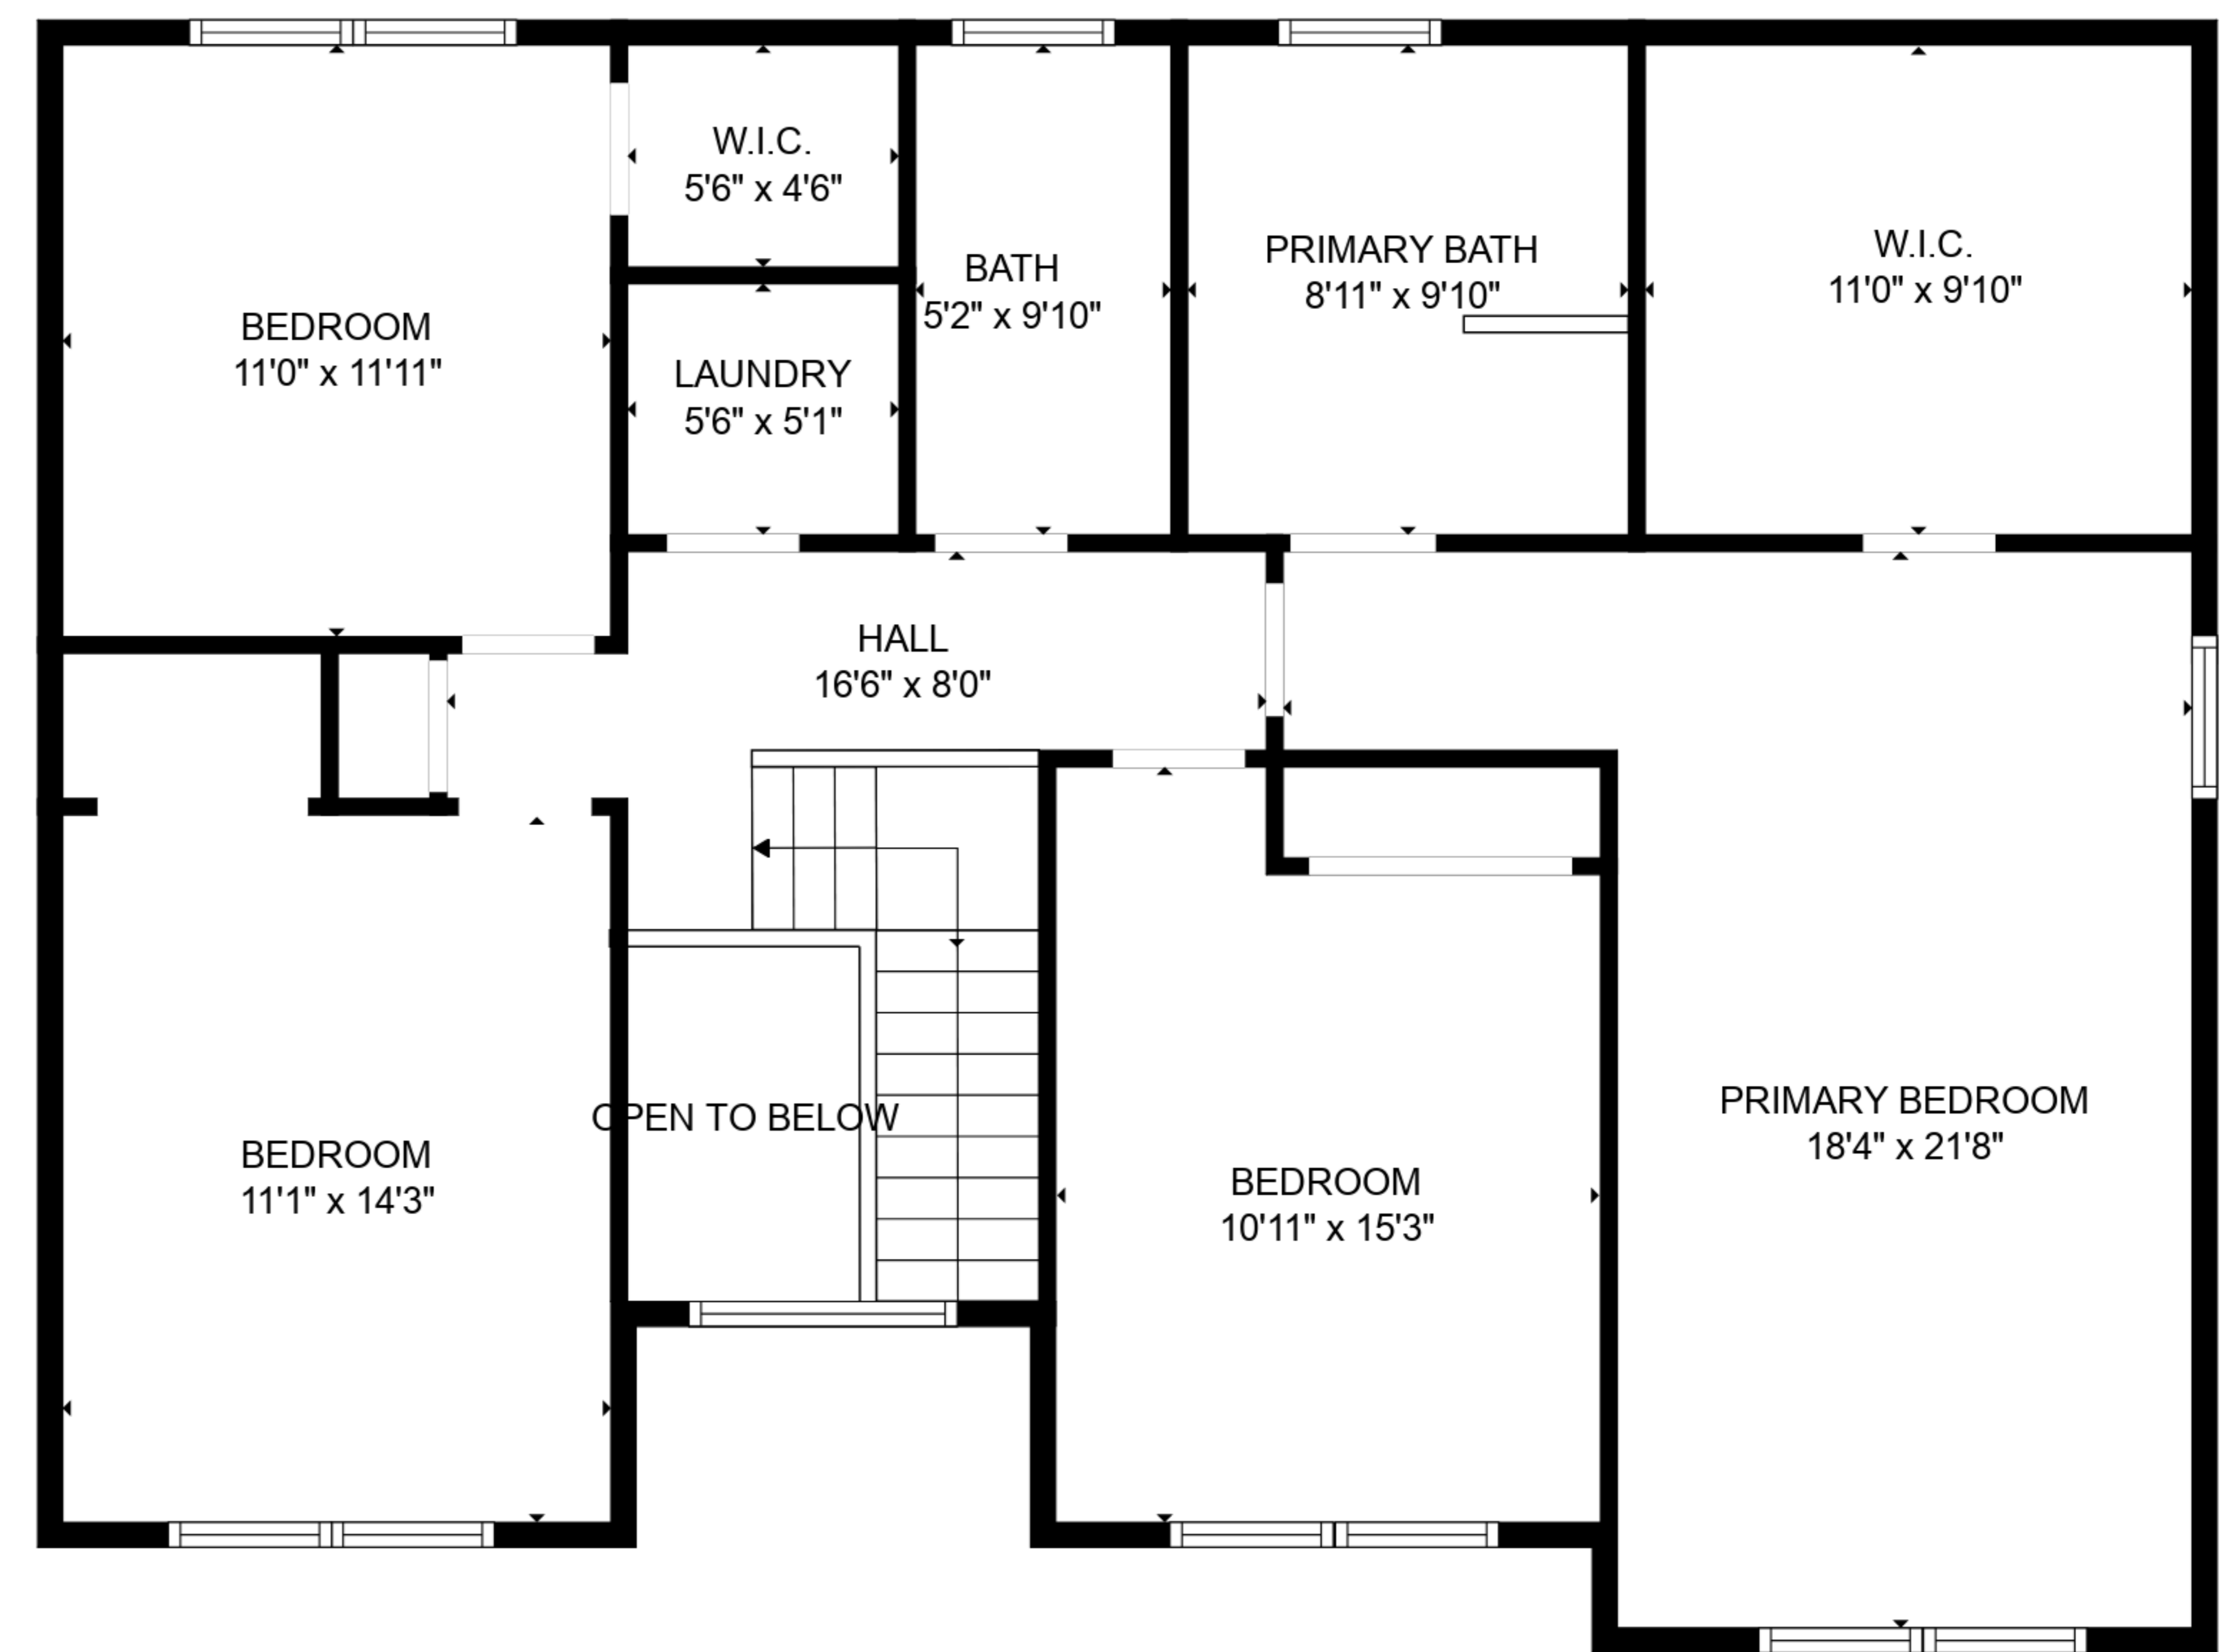 W.I.C.
5'6" x 4'6"
BATH
5'2" x 9'10"
PRIMARY BATH
8'11" x 9'10"
W.I.C.
11'0" x 9'10"
BEDROOM
11'0" x 11'11"
LAUNDRY
5'6" x 5'1"
HALL
16'6" x 8'0"
OPEN TO BELOW
BEDROOM
11'1" x 14'3"
BEDROOM
10'11" x 15'3"
PRIMARY BEDROOM
18'4" x 21'8"